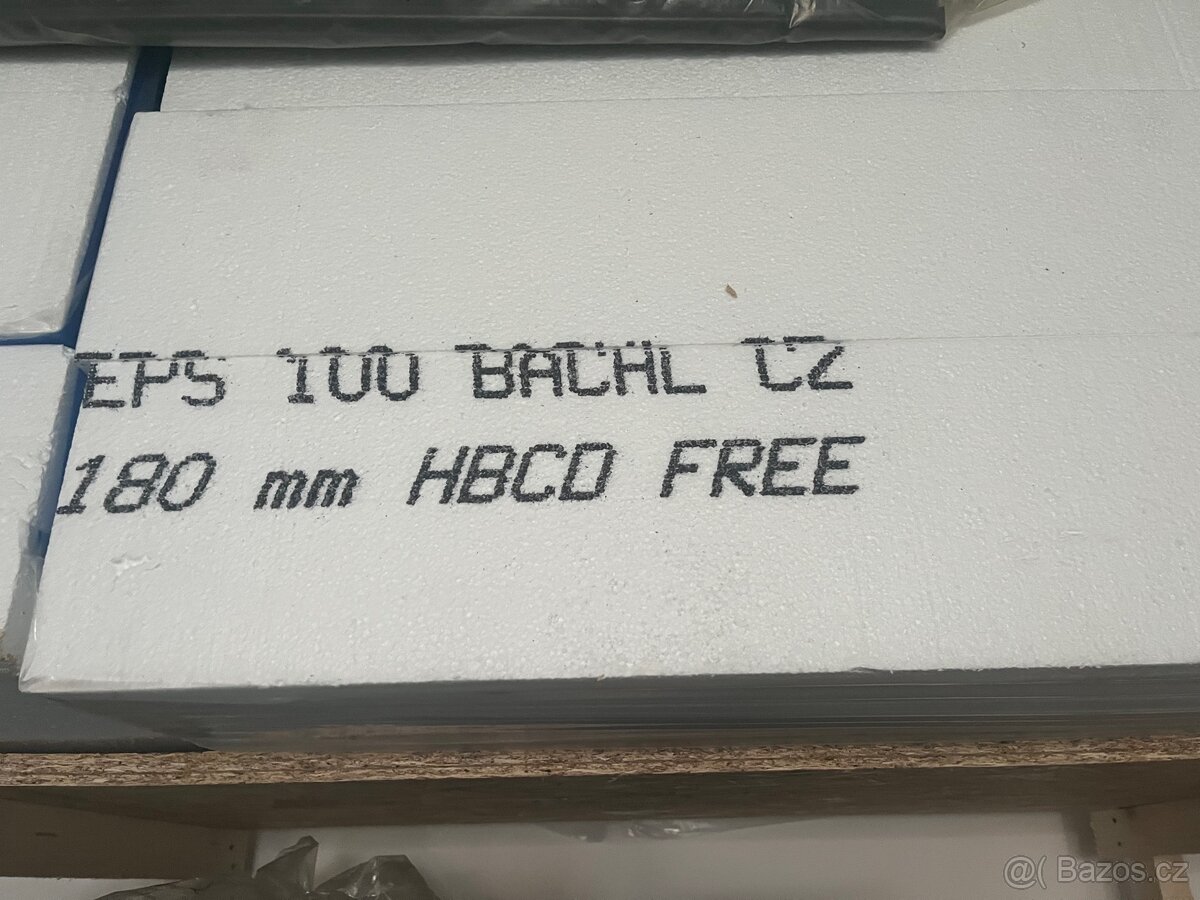 EPS 100 BACHL CZ
180 mm HBCD FREE
@( Bazos.cz